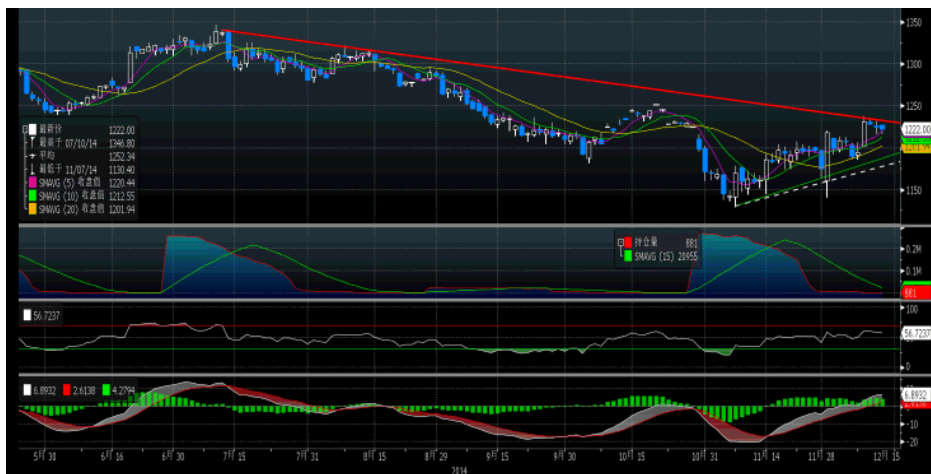 1350
1300
1250
1222.00
1201.94
1150
最新价 1222.00
最高于 07/10/14 1346.80
平均 1252.34
最低于 11/07/14 1130.40
SMAVG (5) 收盘值 1220.44
SMAVG (10) 收盘值 1212.55
SMAVG (20) 收盘值 1201.94
持仓量 881
SMAVG (15) 20955
0.2M
0.1M
881
56.7237
100
56.7237
0
6.8932 2.6138 4.2794
6.8932
-10
-20
5月 30 6月 16 6月 30 7月 15 7月 31 8月 15 8月 29 9月 15 9月 30 10月 15 10月 31 11月 14 11月 28 12月 15
2014